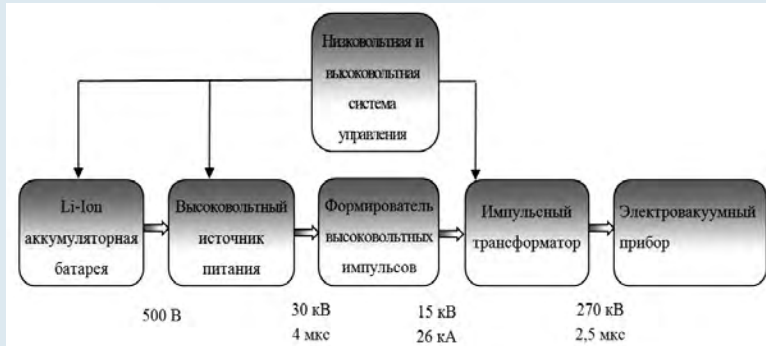 Низковольтная и
высоковольтная
система
управления
Li-Ion
аккумуляторная
батарея
Высоковольтный
источник
питания
Формирователь
высоковольтных
импульсов
Импульсный
трансформатор
Электровакуумный
прибор
500 В
30 кВ
4 мкс
15 кВ
26 кА
270 кВ
2,5 мкс